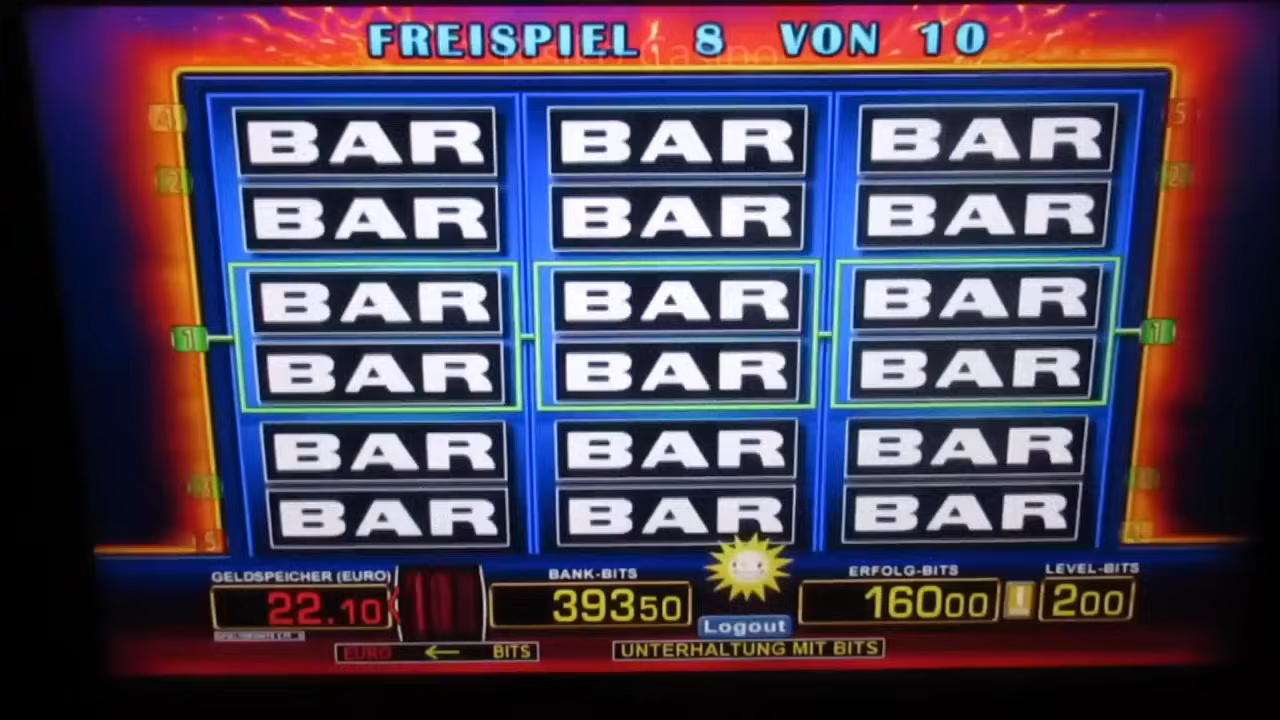 FREISPIEL 8 VON 10
BAR BAR BAR
BAR BAR BAR
BAR BAR BAR
1 1
BAR BAR BAR
BAR BAR BAR
BAR BAR BAR
GELDSPEICHER (EURO) BANK-BITS ERFOLG-BITS LEVEL-BITS
22.10 39350 16000 200
Logout
EURO ← BITS UNTERHALTUNG MIT BITS